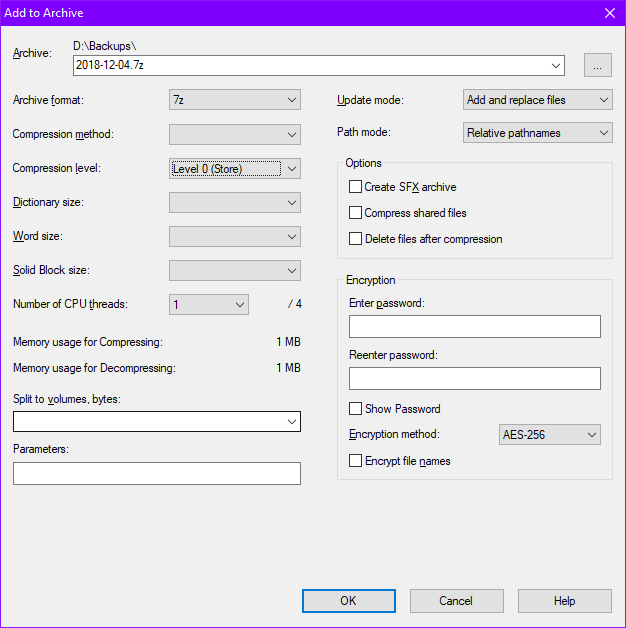 Add to Archive
Archive:
D:\Backups\
2018-12-04.7z
...
Archive format: 7z
Compression method:
Compression level: Level 0 (Store)
Dictionary size:
Word size:
Solid Block size:
Number of CPU threads: 1 / 4
Memory usage for Compressing: 1 MB
Memory usage for Decompressing: 1 MB
Split to volumes, bytes:
Parameters:
Update mode: Add and replace files
Path mode: Relative pathnames
Options
Create SFX archive
Compress shared files
Delete files after compression
Encryption
Enter password:
Reenter password:
Show Password
Encryption method: AES-256
Encrypt file names
OK Cancel Help